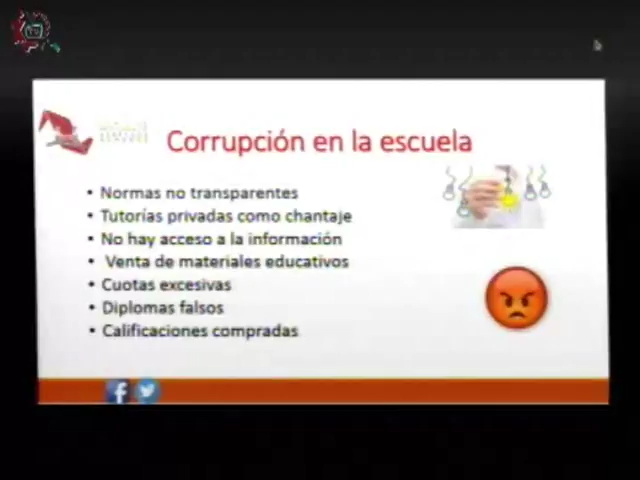 Corrupción en la escuela
• Normas no transparentes
• Tutorías privadas como chantaje
• No hay acceso a la información
• Venta de materiales educativos
• Cuotas excesivas
• Diplomas falsos
• Calificaciones compradas